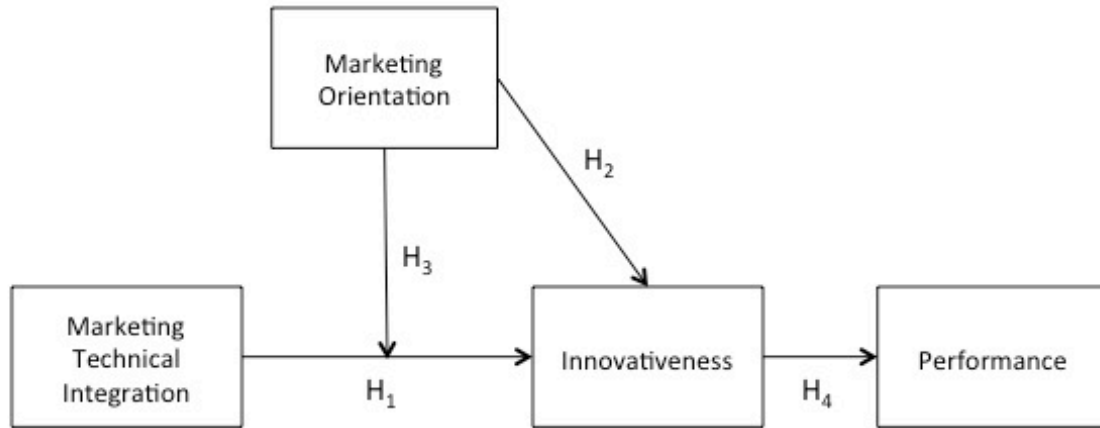 Marketing
Orientation
H₂
H₃
Marketing
Technical
Integration
H₁
Innovativeness
H₄
Performance